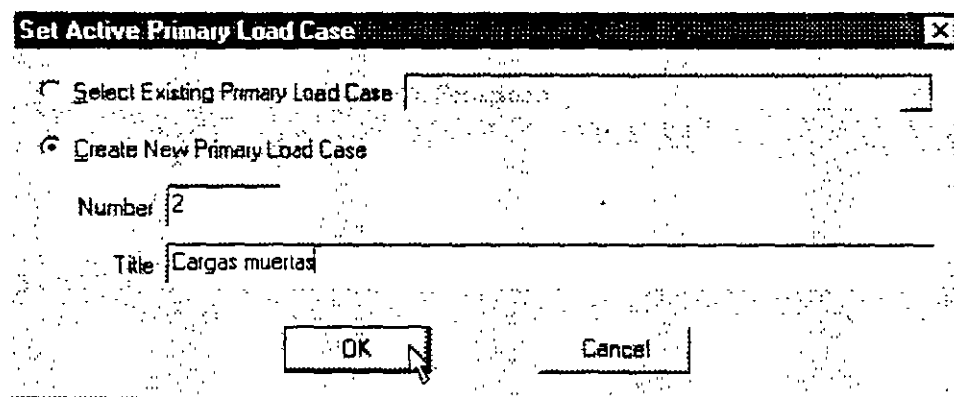 Set Active Primary Load Case
Select Existing Primary Load Case
Create New Primary Load Case
Number 2
Title Cargas muertas
OK Cancel